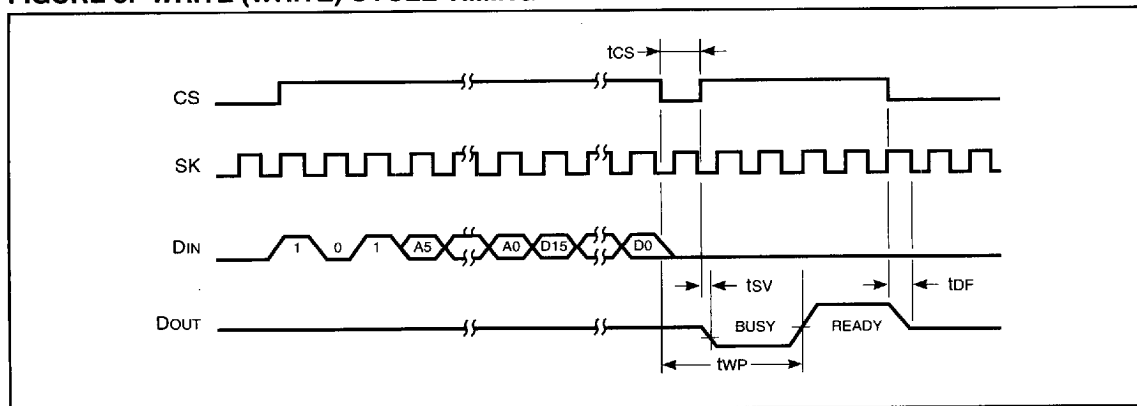 tCS
CS
SK
DIN 1 0 1 A5 A0 D15 D0
tSV tDF
DOUT BUSY READY
tWP